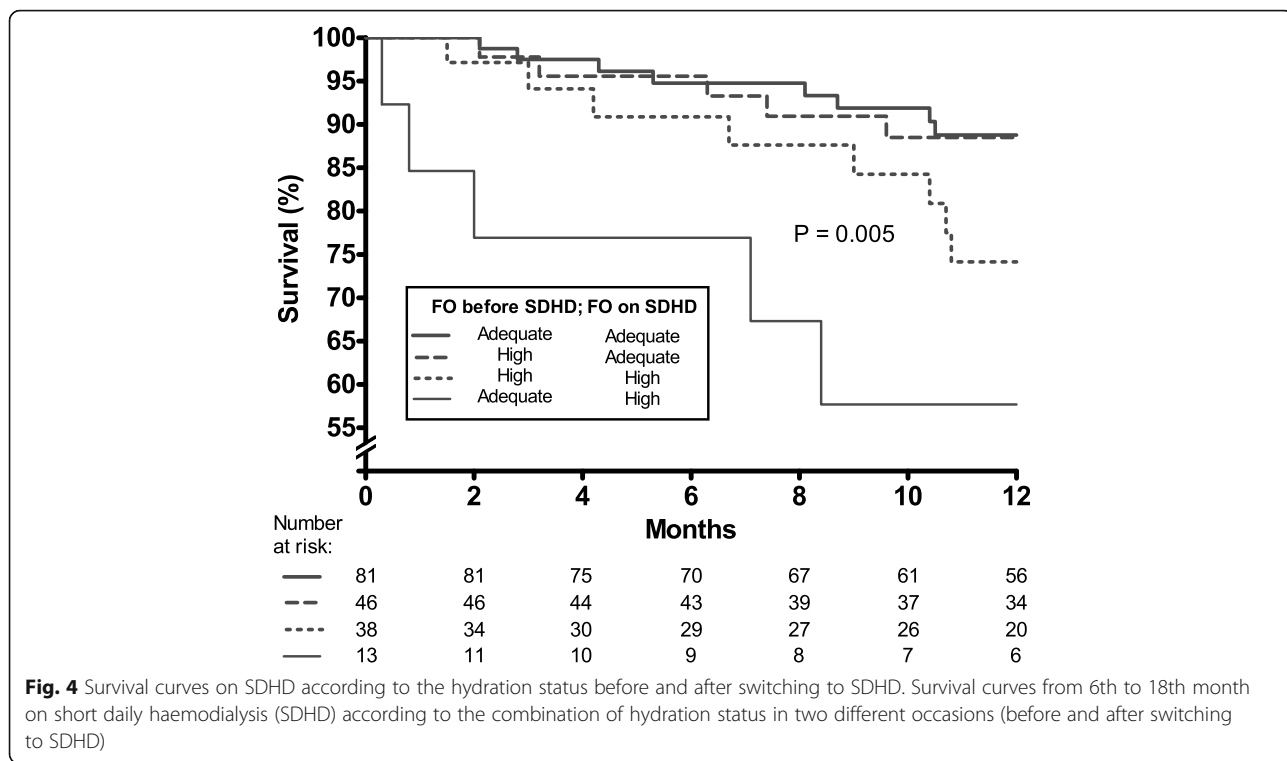 100
95
90
85
80
75
70
65
60
55
Survival (%)
P = 0.005
FO before SDHD; FO on SDHD
Adequate Adequate
High Adequate
High High
Adequate High
0 2 4 6 8 10 12
Months
Number
at risk:
81 81 75 70 67 61 56
46 46 44 43 39 37 34
38 34 30 29 27 26 20
13 11 10 9 8 7 6
Fig. 4 Survival curves on SDHD according to the hydration status before and after switching to SDHD. Survival curves from 6th to 18th month
on short daily haemodialysis (SDHD) according to the combination of hydration status in two different occasions (before and after switching
to SDHD)